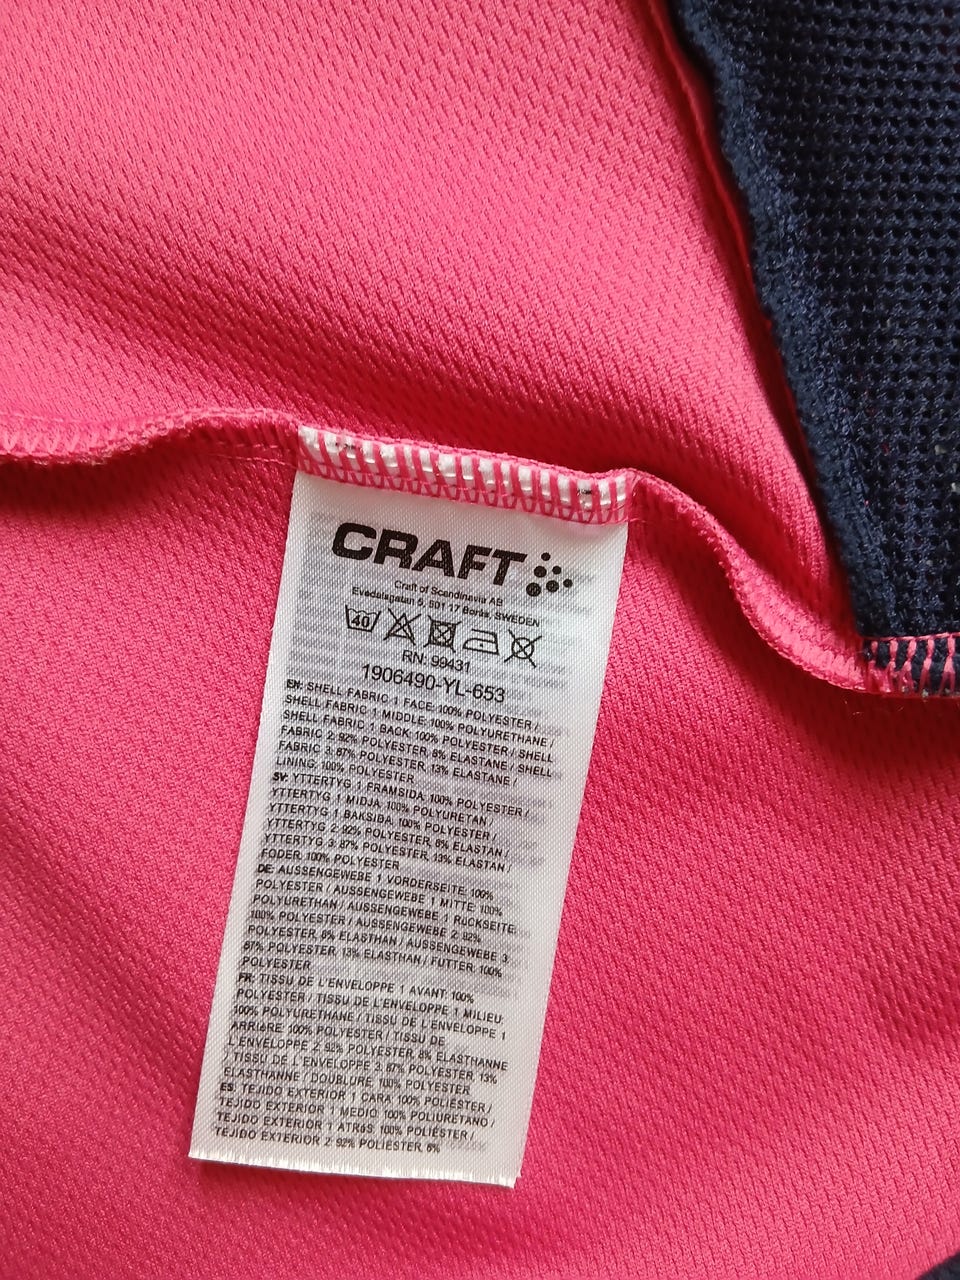 CRAFT
Craft of Scandinavia AB
Evedalsgatan 5, 501 17 Borås, SWEDEN
40
RN: 99431
1906490-YL-653
EN: SHELL FABRIC 1 FACE: 100% POLYESTER /
SHELL FABRIC 1 MIDDLE: 100% POLYURETHANE /
SHELL FABRIC 1 BACK: 100% POLYESTER / SHELL
FABRIC 2: 92% POLYESTER, 8% ELASTANE / SHELL
FABRIC 3: 87% POLYESTER, 13% ELASTANE /
LINING: 100% POLYESTER
SV: YTTERTYG 1 FRAMSIDA: 100% POLYESTER /
YTTERTYG 1 MIDJA: 100% POLYURETAN /
YTTERTYG 1 BAKSIDA: 100% POLYESTER /
YTTERTYG 2: 92% POLYESTER, 8% ELASTAN /
YTTERTYG 3: 87% POLYESTER, 13% ELASTAN /
FODER: 100% POLYESTER
DE: AUSSENGEWEBE 1 VORDERSEITE: 100%
POLYESTER / AUSSENGEWEBE 1 MITTE: 100%
POLYURETHAN / AUSSENGEWEBE 1 RÜCKSEITE:
100% POLYESTER / AUSSENGEWEBE 2: 92%
POLYESTER, 8% ELASTHAN / AUSSENGEWEBE 3:
87% POLYESTER, 13% ELASTHAN / FUTTER: 100%
POLYESTER
FR: TISSU DE L'ENVELOPPE 1 AVANT: 100%
POLYESTER / TISSU DE L'ENVELOPPE 1 MILIEU:
100% POLYURETHANE / TISSU DE L'ENVELOPPE 1
ARRIèRE: 100% POLYESTER / TISSU DE
L'ENVELOPPE 2: 92% POLYESTER, 8% ELASTHANNE
/ TISSU DE L'ENVELOPPE 3: 87% POLYESTER, 13%
ELASTHANNE / DOUBLURE: 100% POLYESTER
ES: TEJIDO EXTERIOR 1 CARA: 100% POLIÉSTER /
TEJIDO EXTERIOR 1 MEDIO: 100% POLIURETANO /
TEJIDO EXTERIOR 1 ATRáS: 100% POLIÉSTER /
TEJIDO EXTERIOR 2: 92% POLIÉSTER, 8%